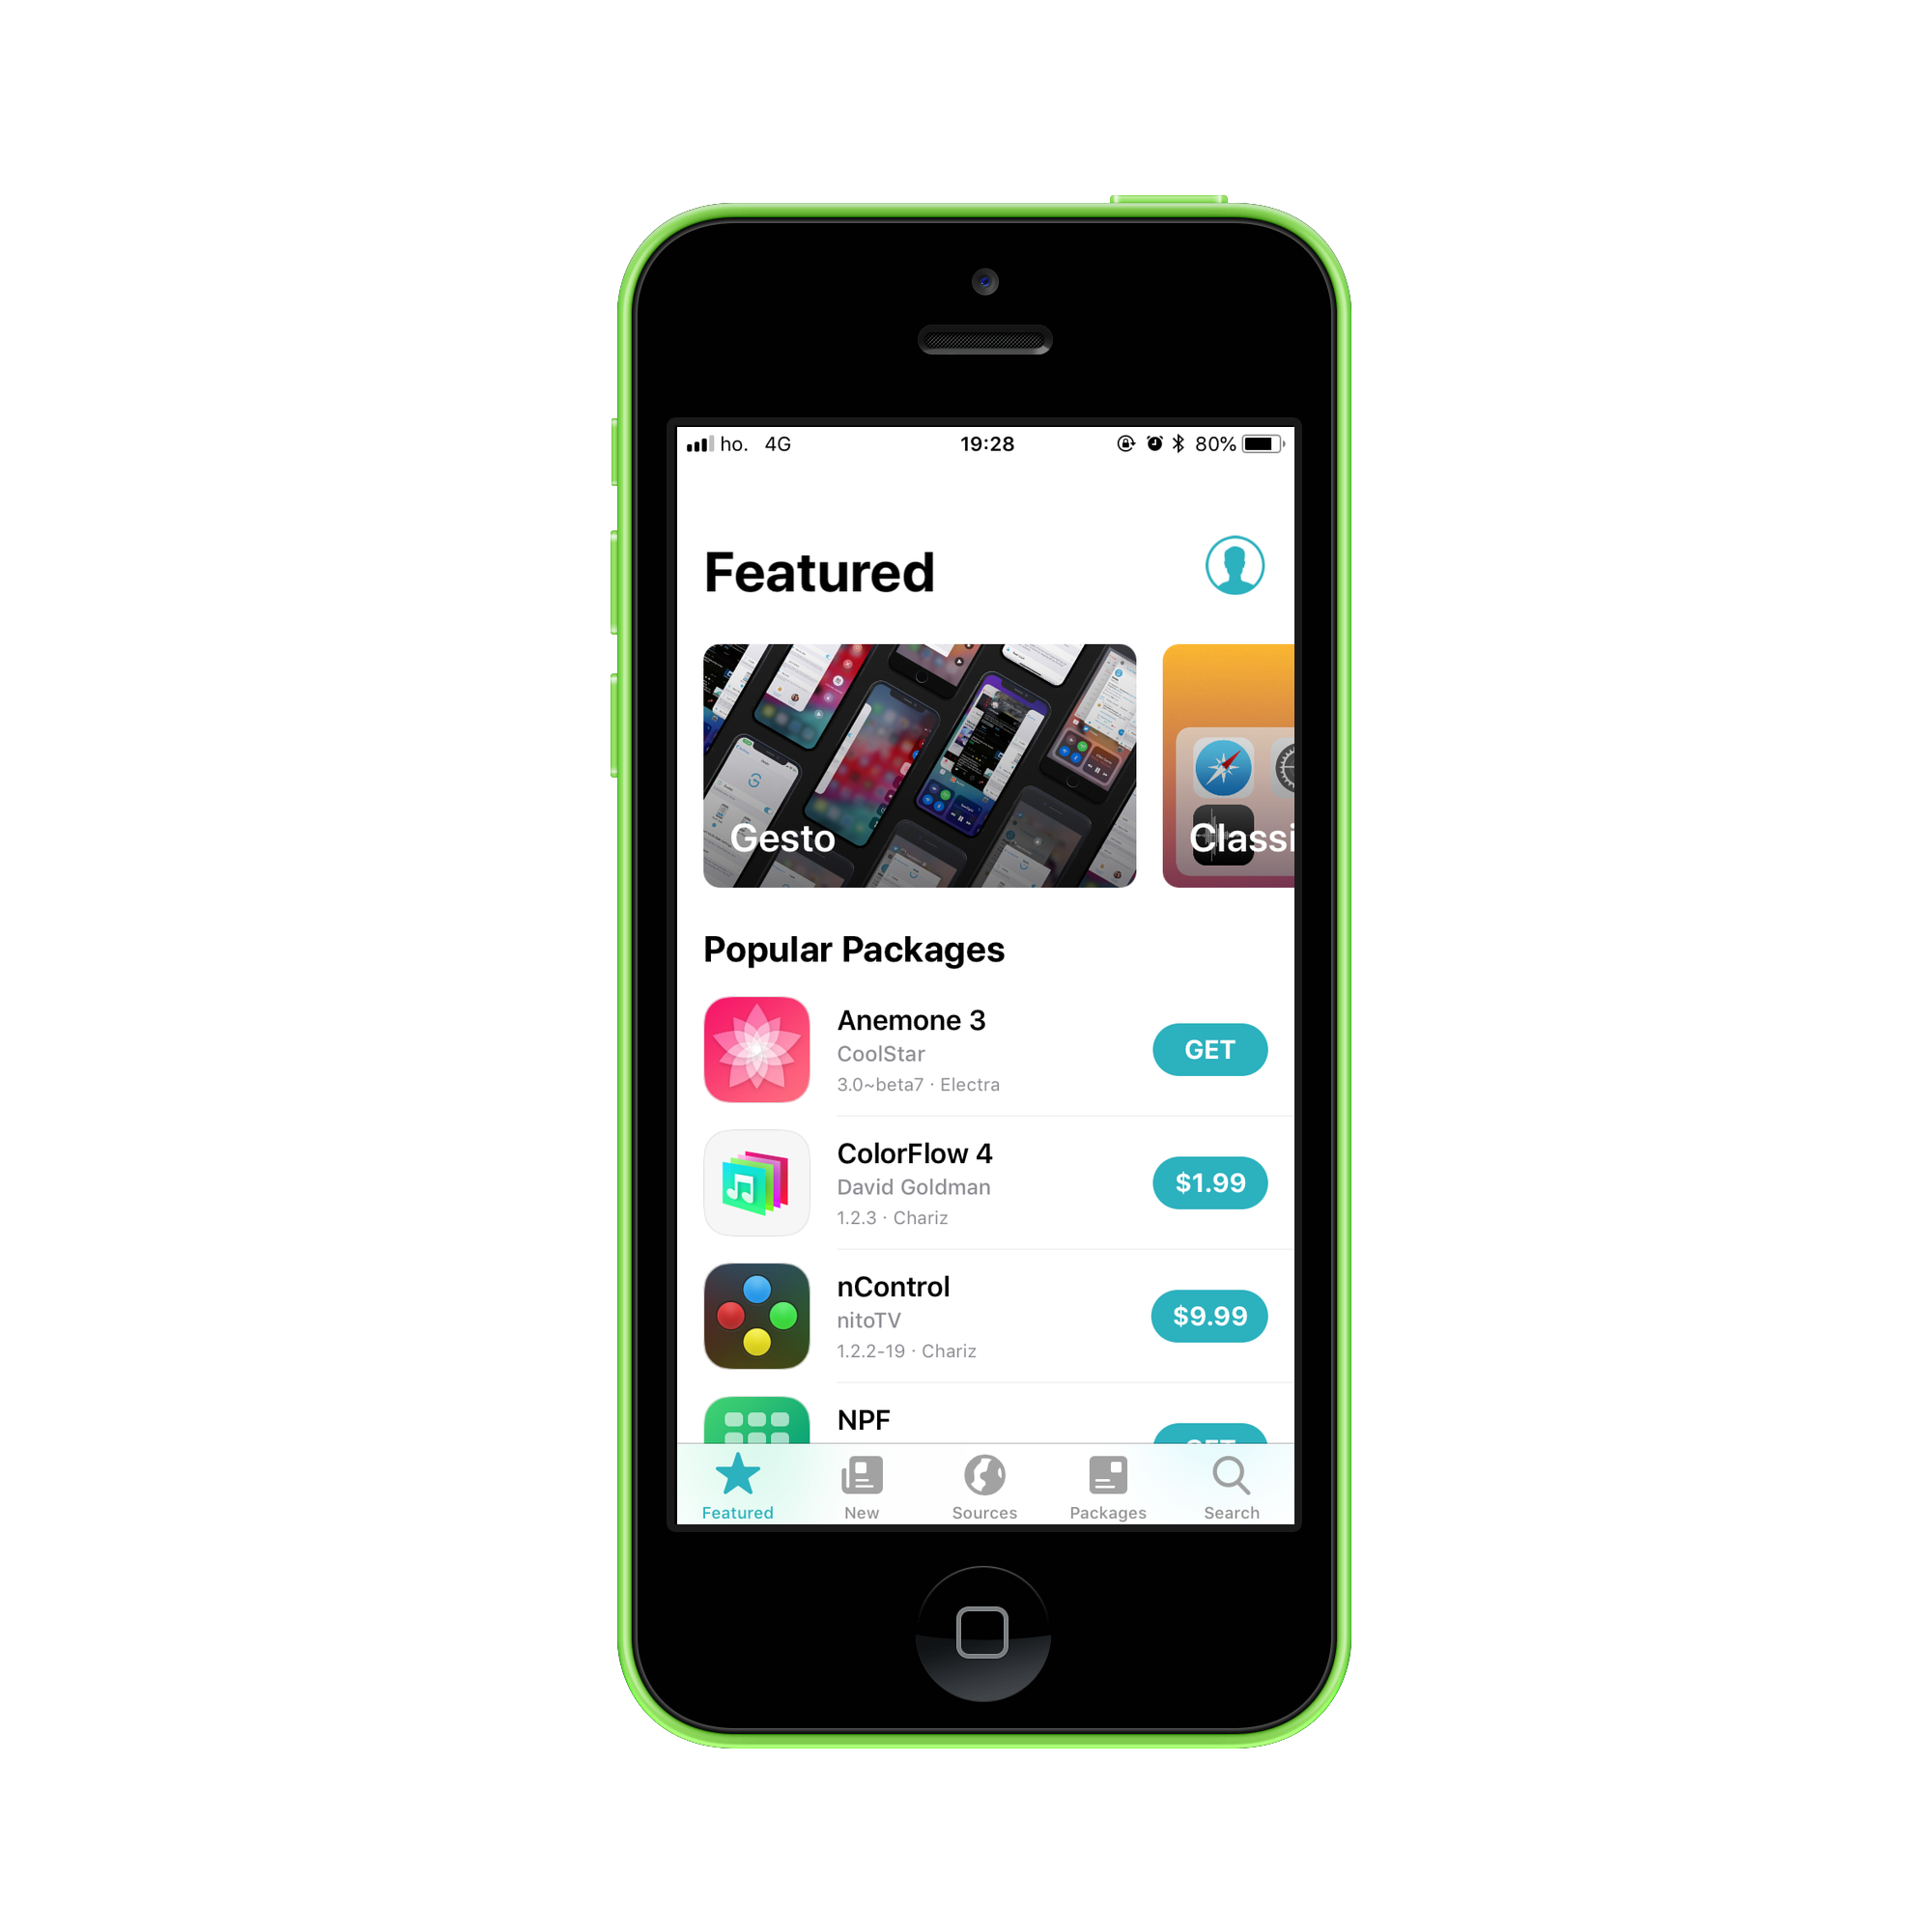 ho. 4G 19:28 80%
Featured
Gesto
Classi
Popular Packages
Anemone 3
CoolStar
3.0~beta7 · Electra
GET
ColorFlow 4
David Goldman
1.2.3 · Chariz
$1.99
nControl
nitoTV
1.2.2-19 · Chariz
$9.99
NPF
GET
Featured New Sources Packages Search